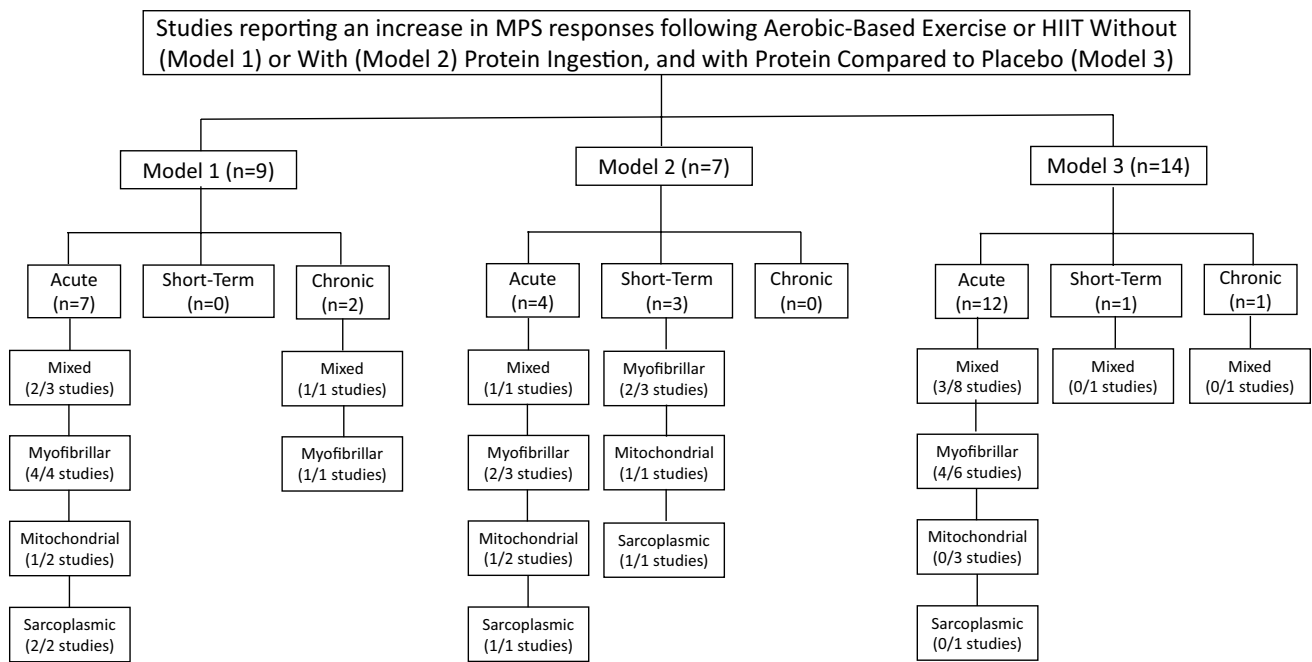 Studies reporting an increase in MPS responses following Aerobic-Based Exercise or HIIT Without
(Model 1) or With (Model 2) Protein Ingestion, and with Protein Compared to Placebo (Model 3)
Model 1 (n=9)
Acute
(n=7)
Short-Term
(n=0)
Chronic
(n=2)
Mixed
(2/3 studies)
Myofibrillar
(4/4 studies)
Mitochondrial
(1/2 studies)
Sarcoplasmic
(2/2 studies)
Mixed
(1/1 studies)
Myofibrillar
(1/1 studies)
Model 2 (n=7)
Acute
(n=4)
Short-Term
(n=3)
Chronic
(n=0)
Mixed
(1/1 studies)
Myofibrillar
(2/3 studies)
Mitochondrial
(1/2 studies)
Sarcoplasmic
(1/1 studies)
Myofibrillar
(2/3 studies)
Mitochondrial
(1/1 studies)
Sarcoplasmic
(1/1 studies)
Model 3 (n=14)
Acute
(n=12)
Short-Term
(n=1)
Chronic
(n=1)
Mixed
(3/8 studies)
Myofibrillar
(4/6 studies)
Mitochondrial
(0/3 studies)
Sarcoplasmic
(0/1 studies)
Mixed
(0/1 studies)
Mixed
(0/1 studies)